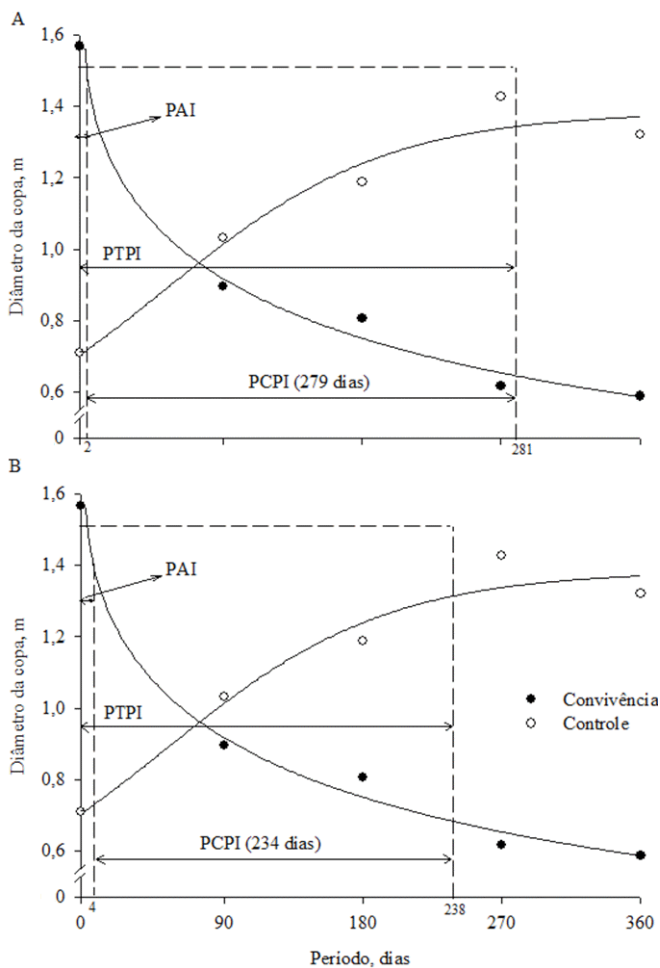 A
1,6
1,4
1,2
1,0
0,8
0,6
0
Diâmetro da copa, m
PAI
PTPI
PCPI (279 dias)
2
281
B
1,6
1,4
1,2
1,0
0,8
0,6
0
Diâmetro da copa, m
PAI
PTPI
PCPI (234 dias)
Convivência
Controle
4
238
0
90
180
270
360
Periodo, dias